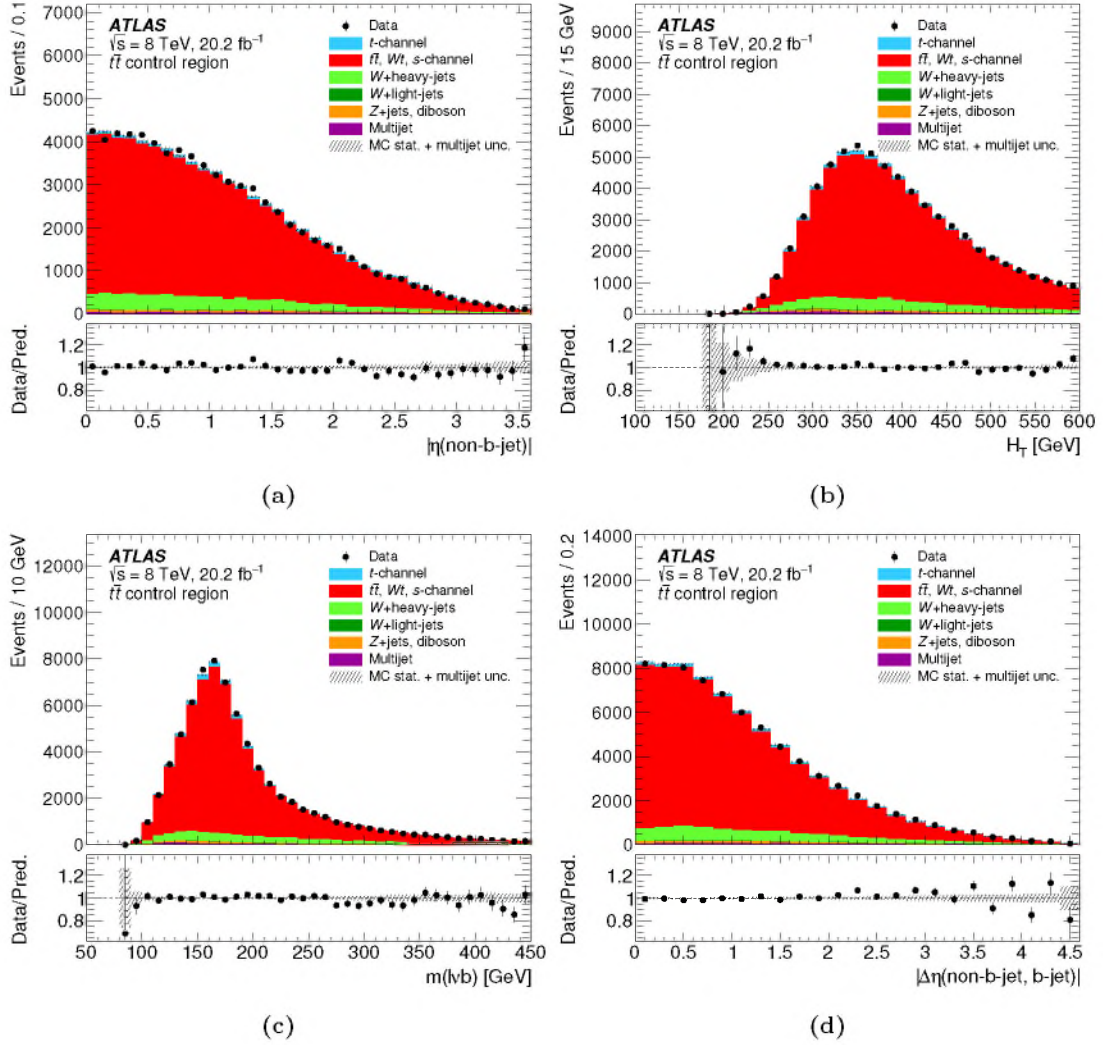 ATLAS
√s = 8 TeV, 20.2 fb⁻¹
tt̄ control region
Data
t-channel
tt̄, Wt, s-channel
W+heavy-jets
W+light-jets
Z+jets, diboson
Multijet
MC stat. + multijet unc.
Events / 0.1
7000
6000
5000
4000
3000
2000
1000
0
Data/Pred.
1.2
1
0.8
0 0.5 1 1.5 2 2.5 3 3.5
|η(non-b-jet)|
(a)
ATLAS
√s = 8 TeV, 20.2 fb⁻¹
tt̄ control region
Data
t-channel
tt̄, Wt, s-channel
W+heavy-jets
W+light-jets
Z+jets, diboson
Multijet
MC stat. + multijet unc.
Events / 15 GeV
9000
8000
7000
6000
5000
4000
3000
2000
1000
0
Data/Pred.
1.2
1
0.8
100 150 200 250 300 350 400 450 500 550 600
H_T [GeV]
(b)
ATLAS
√s = 8 TeV, 20.2 fb⁻¹
tt̄ control region
Data
t-channel
tt̄, Wt, s-channel
W+heavy-jets
W+light-jets
Z+jets, diboson
Multijet
MC stat. + multijet unc.
Events / 10 GeV
12000
10000
8000
6000
4000
2000
0
Data/Pred.
1.2
1
0.8
50 100 150 200 250 300 350 400 450
m(lνb) [GeV]
(c)
ATLAS
√s = 8 TeV, 20.2 fb⁻¹
tt̄ control region
Data
t-channel
tt̄, Wt, s-channel
W+heavy-jets
W+light-jets
Z+jets, diboson
Multijet
MC stat. + multijet unc.
Events / 0.2
14000
12000
10000
8000
6000
4000
2000
0
Data/Pred.
1.2
1
0.8
0 0.5 1 1.5 2 2.5 3 3.5 4 4.5
|Δη(non-b-jet, b-jet)|
(d)